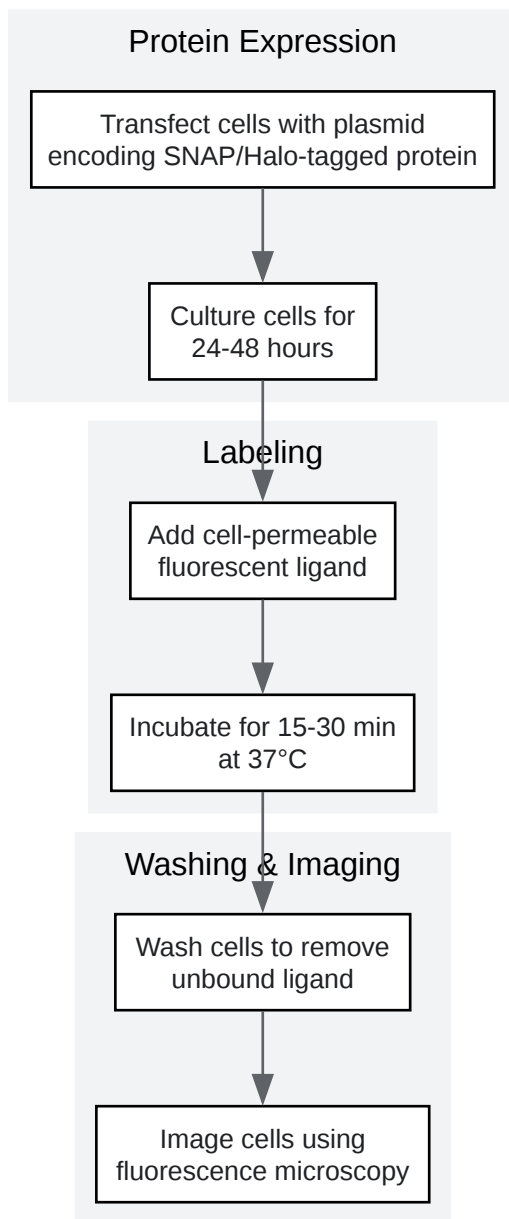 Protein Expression
Transfect cells with plasmid
encoding SNAP/Halo-tagged protein
Culture cells for
24-48 hours
Labeling
Add cell-permeable
fluorescent ligand
Incubate for 15-30 min
at 37°C
Washing & Imaging
Wash cells to remove
unbound ligand
Image cells using
fluorescence microscopy